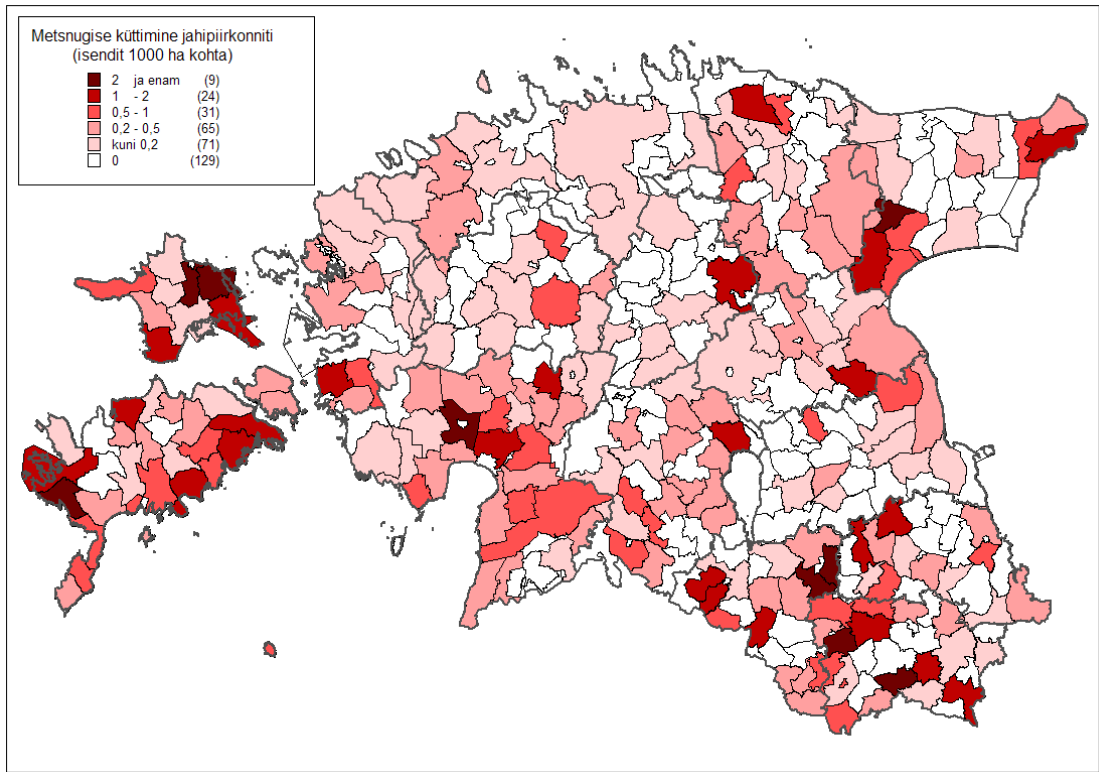 Metsnugise küttimine jahipiirkonniti
(isendit 1000 ha kohta)
2 ja enam (9)
1 - 2 (24)
0,5 - 1 (31)
0,2 - 0,5 (65)
kuni 0,2 (71)
0 (129)